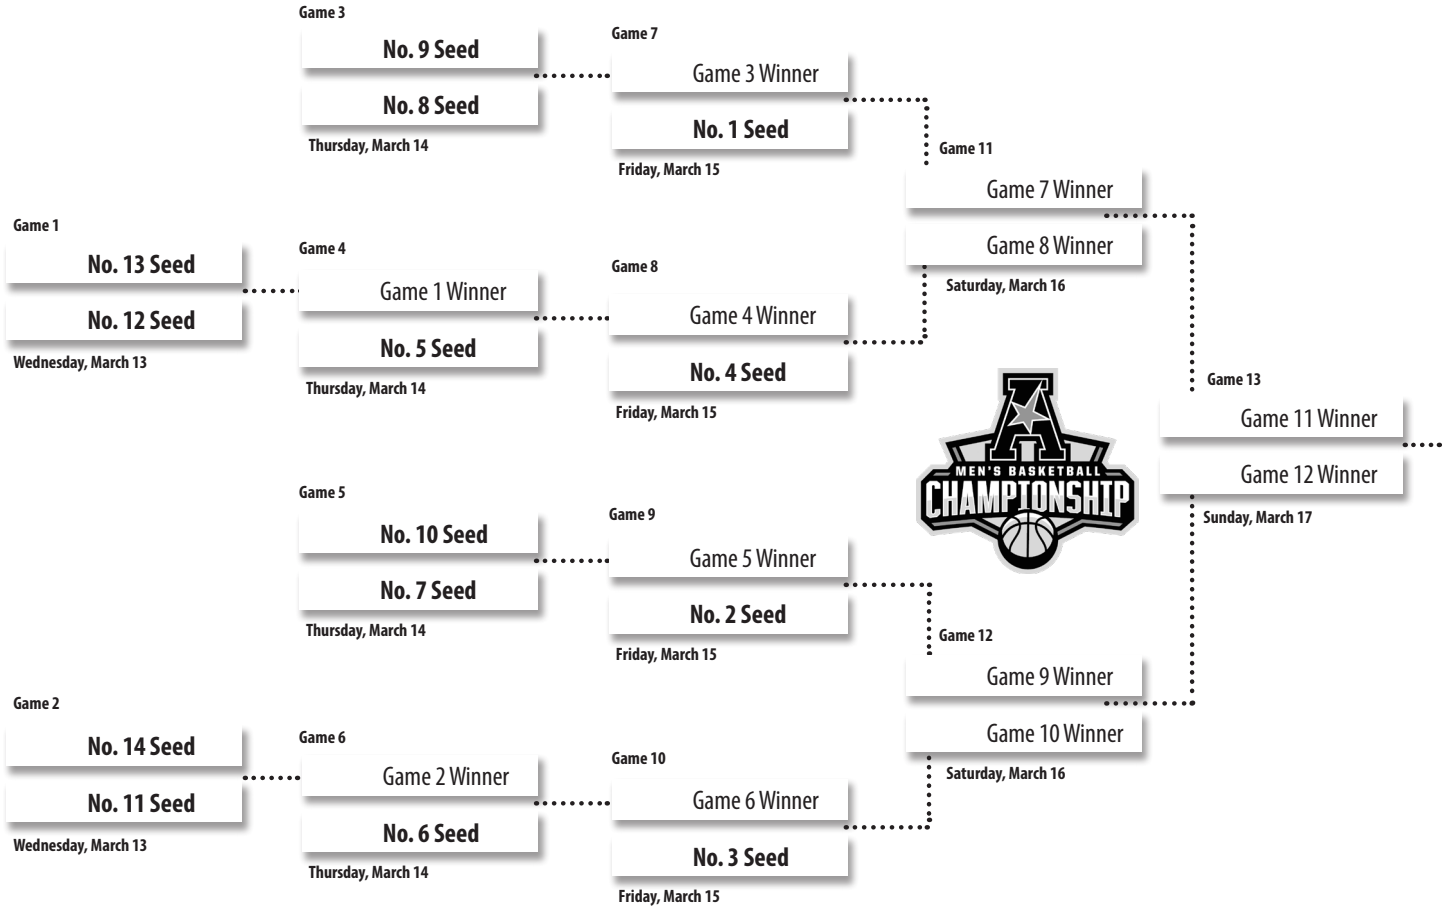 Game 3
No. 9 Seed
No. 8 Seed
Thursday, March 14
Game 7
Game 3 Winner
No. 1 Seed
Friday, March 15
Game 11
Game 7 Winner
Game 8 Winner
Saturday, March 16
Game 1
No. 13 Seed
No. 12 Seed
Wednesday, March 13
Game 4
Game 1 Winner
No. 5 Seed
Thursday, March 14
Game 8
Game 4 Winner
No. 4 Seed
Friday, March 15
Game 13
Game 11 Winner
Game 12 Winner
Sunday, March 17
A
MEN'S BASKETBALL
CHAMPIONSHIP
Game 5
No. 10 Seed
No. 7 Seed
Thursday, March 14
Game 9
Game 5 Winner
No. 2 Seed
Friday, March 15
Game 12
Game 9 Winner
Game 10 Winner
Saturday, March 16
Game 2
No. 14 Seed
No. 11 Seed
Wednesday, March 13
Game 6
Game 2 Winner
No. 6 Seed
Thursday, March 14
Game 10
Game 6 Winner
No. 3 Seed
Friday, March 15